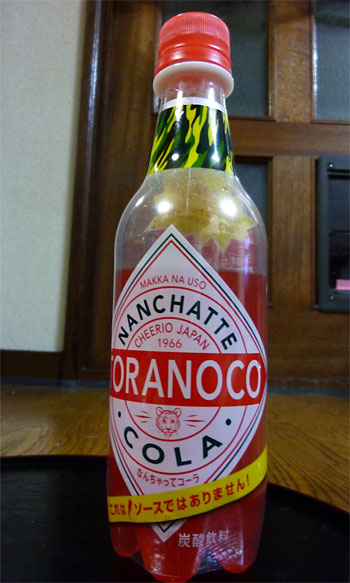 MAKKA NA USO
NANCHATTE
CHEERIO JAPAN
1966
TORANOCO
COLA
なんちゃってコーラ
これは!ソースではありません!
炭酸飲料